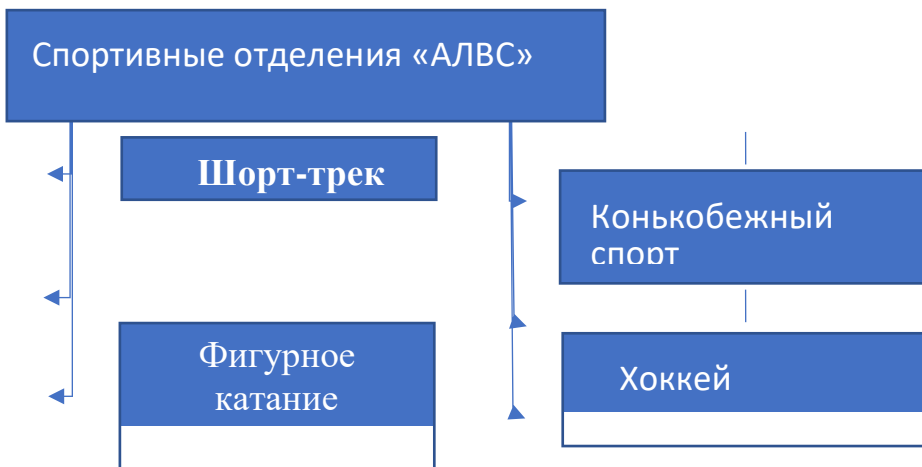 Спортивные отделения «АЛВС»
Шорт-трек
Конькобежный
спорт
Фигурное
катание
Хоккей